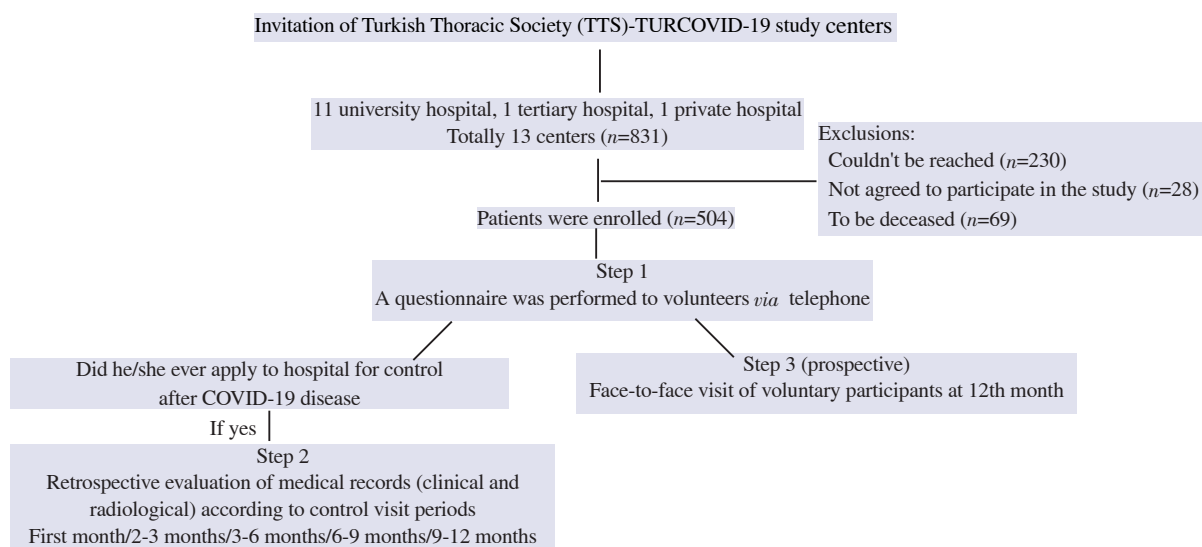 Invitation of Turkish Thoracic Society (TTS)-TURCOVID-19 study centers
11 university hospital, 1 tertiary hospital, 1 private hospital
Totally 13 centers (n=831)
Exclusions:
Couldn't be reached (n=230)
Not agreed to participate in the study (n=28)
To be deceased (n=69)
Patients were enrolled (n=504)
Step 1
A questionnaire was performed to volunteers via telephone
Did he/she ever apply to hospital for control
after COVID-19 disease
Step 3 (prospective)
Face-to-face visit of voluntary participants at 12th month
If yes
Step 2
Retrospective evaluation of medical records (clinical and
radiological) according to control visit periods
First month/2-3 months/3-6 months/6-9 months/9-12 months